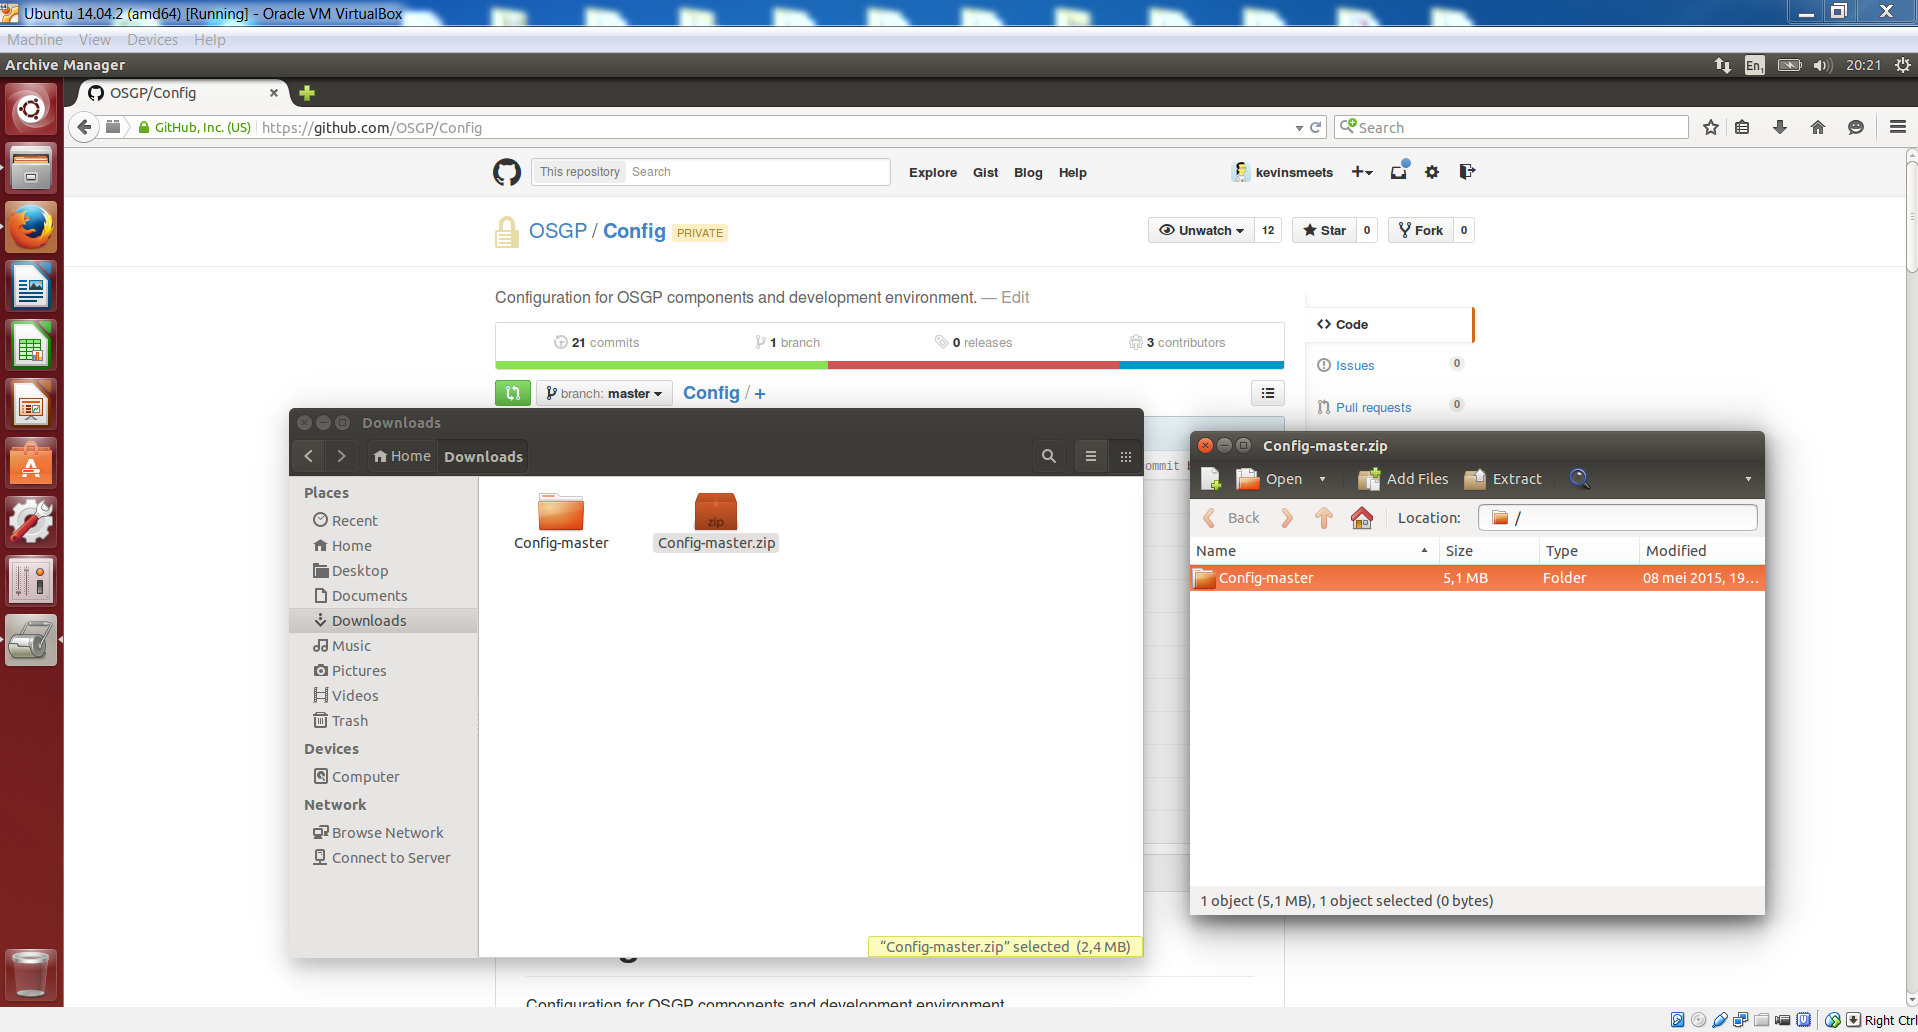 Ubuntu 14.04.2 (amd64) [Running] - Oracle VM VirtualBox
Machine View Devices Help
Archive Manager
En1 20:21
OSGP/Config
GitHub, Inc. (US) https://github.com/OSGP/Config Search
This repository Search Explore Gist Blog Help kevinsmeets
OSGP / Config PRIVATE Unwatch 12 Star 0 Fork 0
Configuration for OSGP components and development environment. — Edit
21 commits 1 branch 0 releases 3 contributors
Code
Issues 0
Pull requests 0
branch: master Config / +
Downloads
Home Downloads
Places
Recent
Home
Desktop
Documents
Downloads
Music
Pictures
Videos
Trash
Devices
Computer
Network
Browse Network
Connect to Server
Config-master
zip
Config-master.zip
"Config-master.zip" selected (2,4 MB)
Config-master.zip
Open Add Files Extract
Back Location: /
Name Size Type Modified
Config-master 5,1 MB Folder 08 mei 2015, 19...
1 object (5,1 MB), 1 object selected (0 bytes)
Configuration for OSGP components and development environment
Right Ctrl